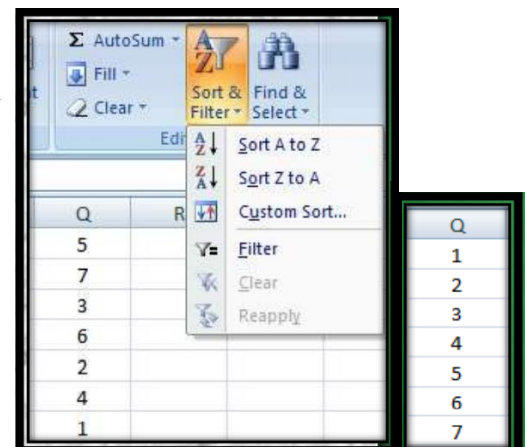 Σ AutoSum
Fill
Clear
Sort & Filter
Find & Select
Sort A to Z
Sort Z to A
Custom Sort...
Filter
Clear
Reapply
Q
5
7
3
6
2
4
1
R
Q
1
2
3
4
5
6
7